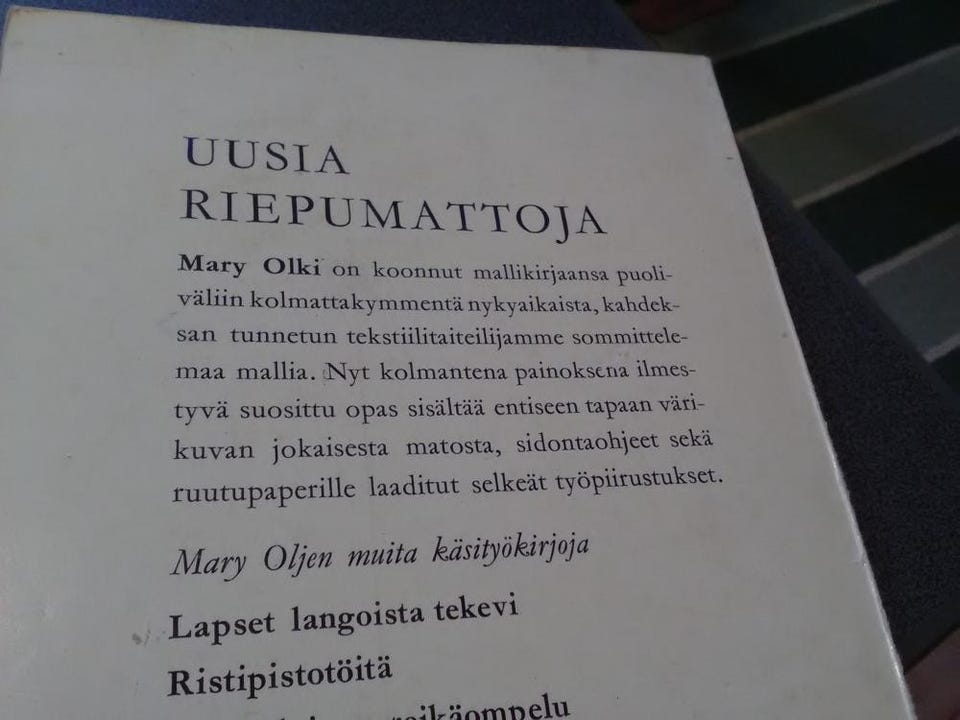 UUSIA
RIEPUMATTOJA
Mary Olki on koonnut mallikirjaansa puoli-
väliin kolmattakymmentä nykyaikaista, kahdek-
san tunnetun tekstiilitaiteilijamme sommittele-
maa mallia. Nyt kolmantena painoksena ilmes-
tyvä suosittu opas sisältää entiseen tapaan väri-
kuvan jokaisesta matosta, sidontaohjeet sekä
ruutupaperille laaditut selkeät työpiirustukset.
Mary Oljen muita käsityökirjoja
Lapset langoista tekevi
Ristipistotöitä